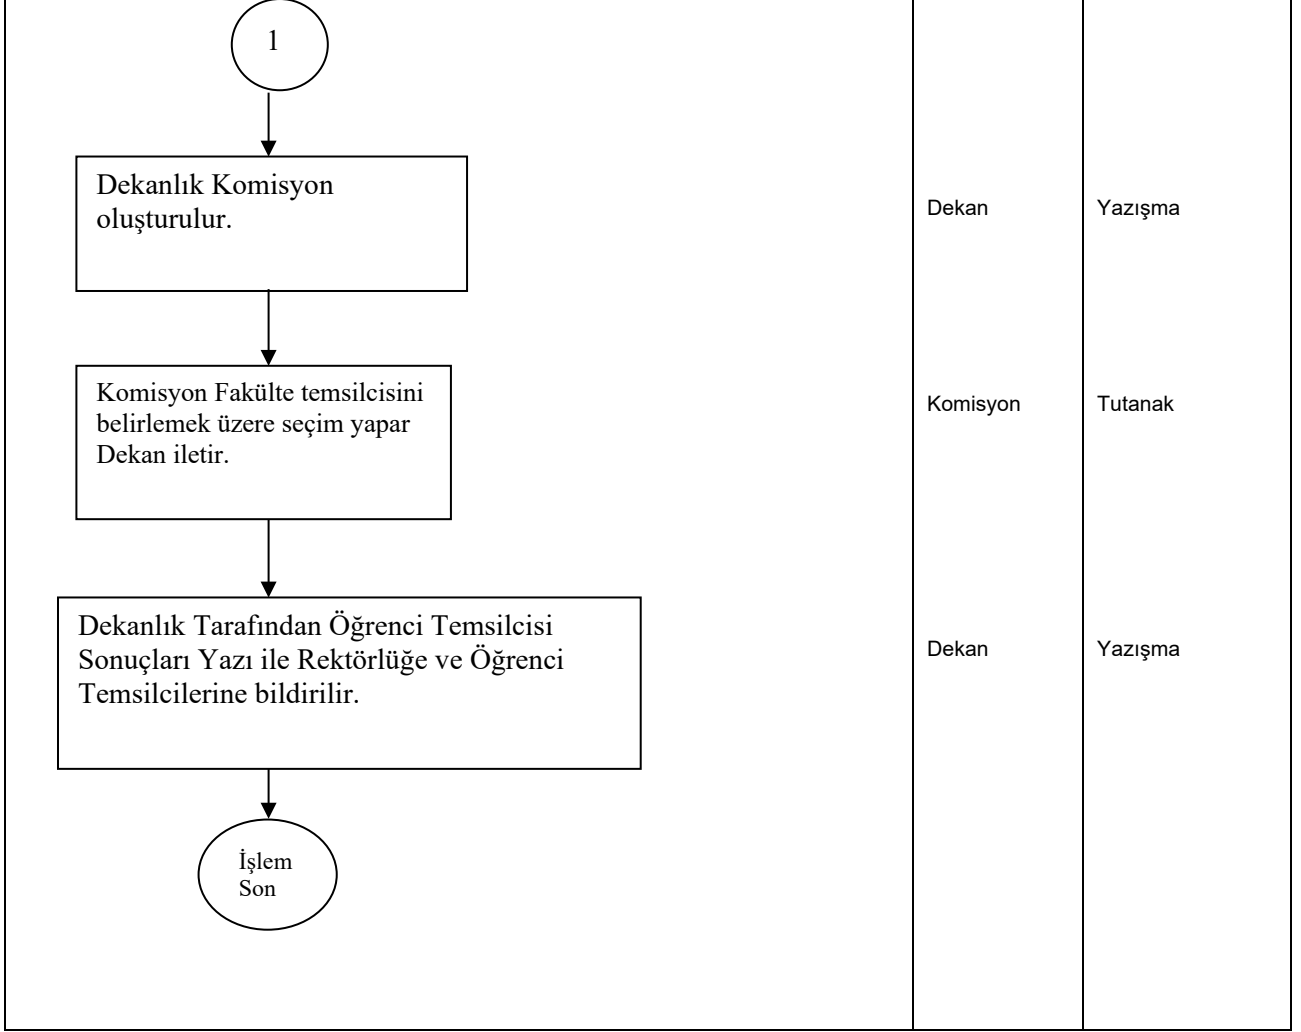 1
Dekanlık Komisyon
oluşturulur.
Dekan
Yazışma
Komisyon Fakülte temsilcisini
belirlemek üzere seçim yapar
Dekan iletir.
Komisyon
Tutanak
Dekanlık Tarafından Öğrenci Temsilcisi
Sonuçları Yazı ile Rektörlüğe ve Öğrenci
Temsilcilerine bildirilir.
Dekan
Yazışma
İşlem
Son